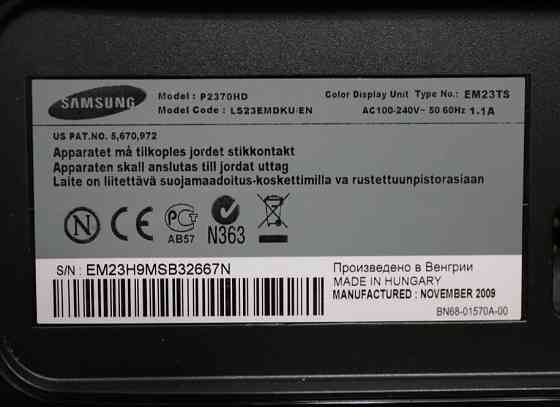 SAMSUNG
Model : P2370HD
Color Display Unit Type No.: EM23TS
Model Code : LS23EMDKU/EN
AC100-240V~ 50/60Hz 1.1A
US PAT.NO. 5,670,972
Apparatet må tilkoples jordet stikkontakt
Apparaten skall anslutas till jordat uttag
Laite on liitettävä suojamaadoitus-koskettimilla va rustettuunpistorasiaan
N CE PG AB57 N363
S/N : EM23H9MSB32667N
Произведено в Венгрии
MADE IN HUNGARY
MANUFACTURED : NOVEMBER 2009
BN68-01570A-00